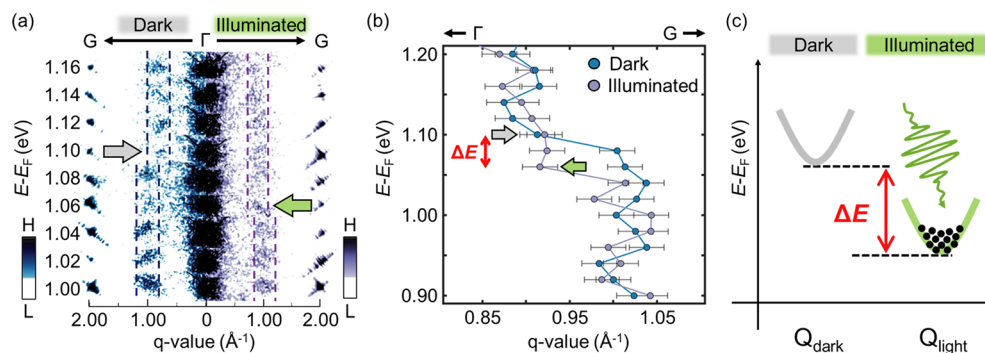 (a)
Dark
Illuminated
G
Γ
G
E-E_F (eV)
1.16
1.14
1.12
1.10
1.08
1.06
1.04
1.02
1.00
H
L
H
L
2.00 1.00 0 1.00 2.00
q-value (Å⁻¹)
(b)
Γ
G
E-E_F (eV)
1.20
1.10
1.00
0.90
Dark
Illuminated
ΔE
0.85 0.95 1.05
q-value (Å⁻¹)
(c)
Dark
Illuminated
E-E_F (eV)
ΔE
Q_dark
Q_light